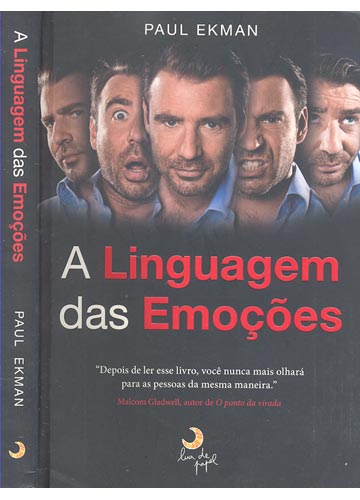 PAUL EKMAN
A Linguagem
das Emoções
“Depois de ler esse livro, você nunca mais olhará
para as pessoas da mesma maneira.”
Malcom Gladwell, autor de O ponto da virada
lua de
papel
A Linguagem das Emoções
PAUL EKMAN